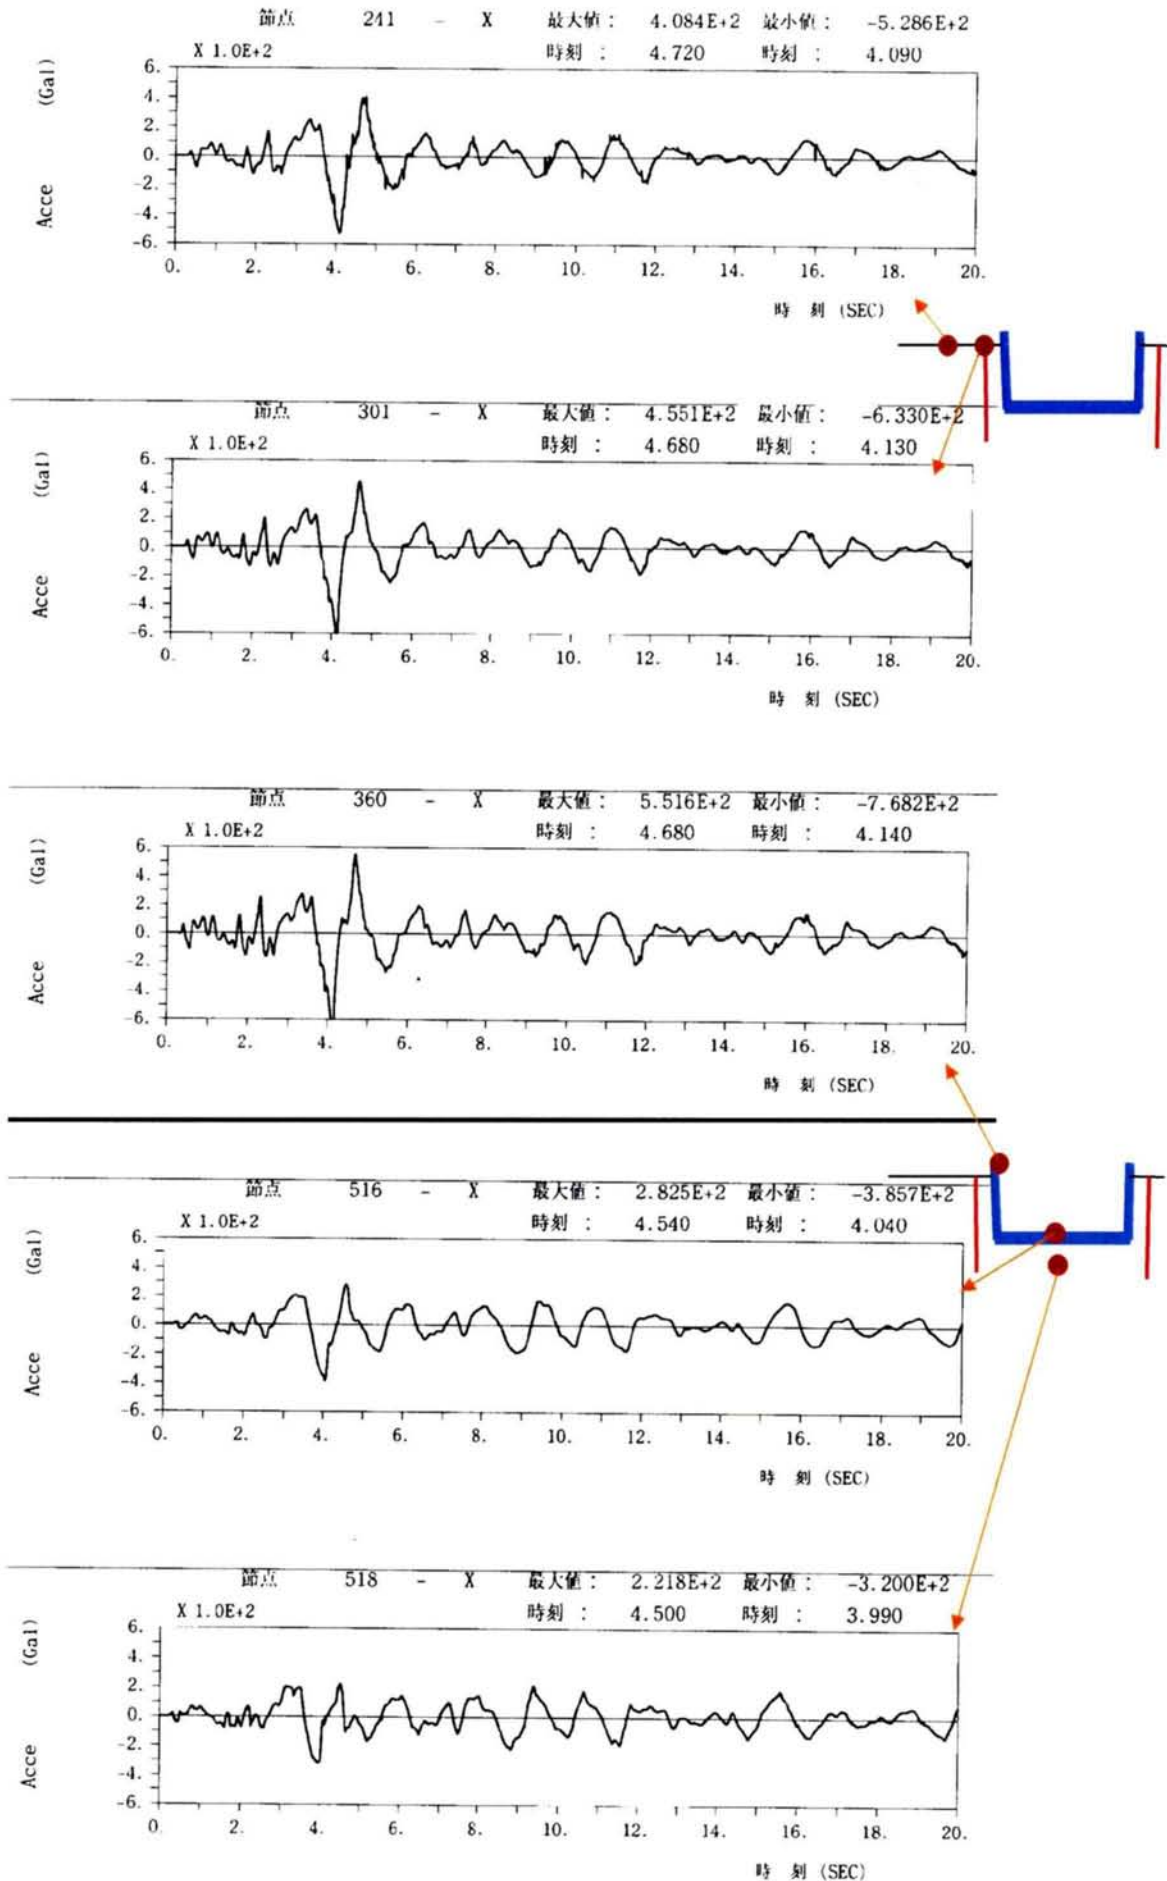 節点 241 - X 最大値: 4.084E+2 最小値: -5.286E+2
X 1.0E+2 時刻 : 4.720 時刻 : 4.090
Acce (Gal)
6.
4.
2.
0.
-2.
-4.
-6.
0. 2. 4. 6. 8. 10. 12. 14. 16. 18. 20.
時 刻 (SEC)
節点 301 - X 最大値: 4.551E+2 最小値: -6.330E+2
X 1.0E+2 時刻 : 4.680 時刻 : 4.130
Acce (Gal)
6.
4.
2.
0.
-2.
-4.
-6.
0. 2. 4. 6. 8. 10. 12. 14. 16. 18. 20.
時 刻 (SEC)
節点 360 - X 最大値: 5.516E+2 最小値: -7.682E+2
X 1.0E+2 時刻 : 4.680 時刻 : 4.140
Acce (Gal)
6.
4.
2.
0.
-2.
-4.
-6.
0. 2. 4. 6. 8. 10. 12. 14. 16. 18. 20.
時 刻 (SEC)
節点 516 - X 最大値: 2.825E+2 最小値: -3.857E+2
X 1.0E+2 時刻 : 4.540 時刻 : 4.040
Acce (Gal)
6.
4.
2.
0.
-2.
-4.
-6.
0. 2. 4. 6. 8. 10. 12. 14. 16. 18. 20.
時 刻 (SEC)
節点 518 - X 最大値: 2.218E+2 最小値: -3.200E+2
X 1.0E+2 時刻 : 4.500 時刻 : 3.990
Acce (Gal)
6.
4.
2.
0.
-2.
-4.
-6.
0. 2. 4. 6. 8. 10. 12. 14. 16. 18. 20.
時 刻 (SEC)